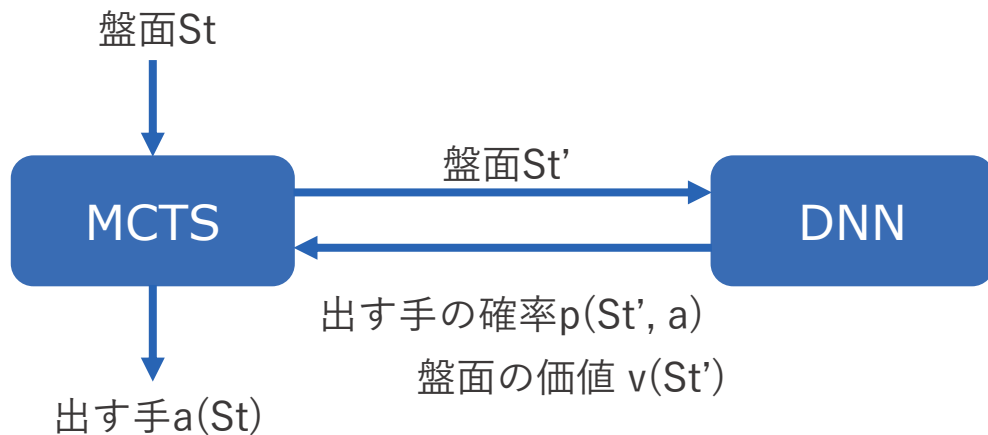 盤面St
盤面St’
MCTS
DNN
出す手の確率p(St’, a)
盤面の価値 v(St’)
出す手a(St)